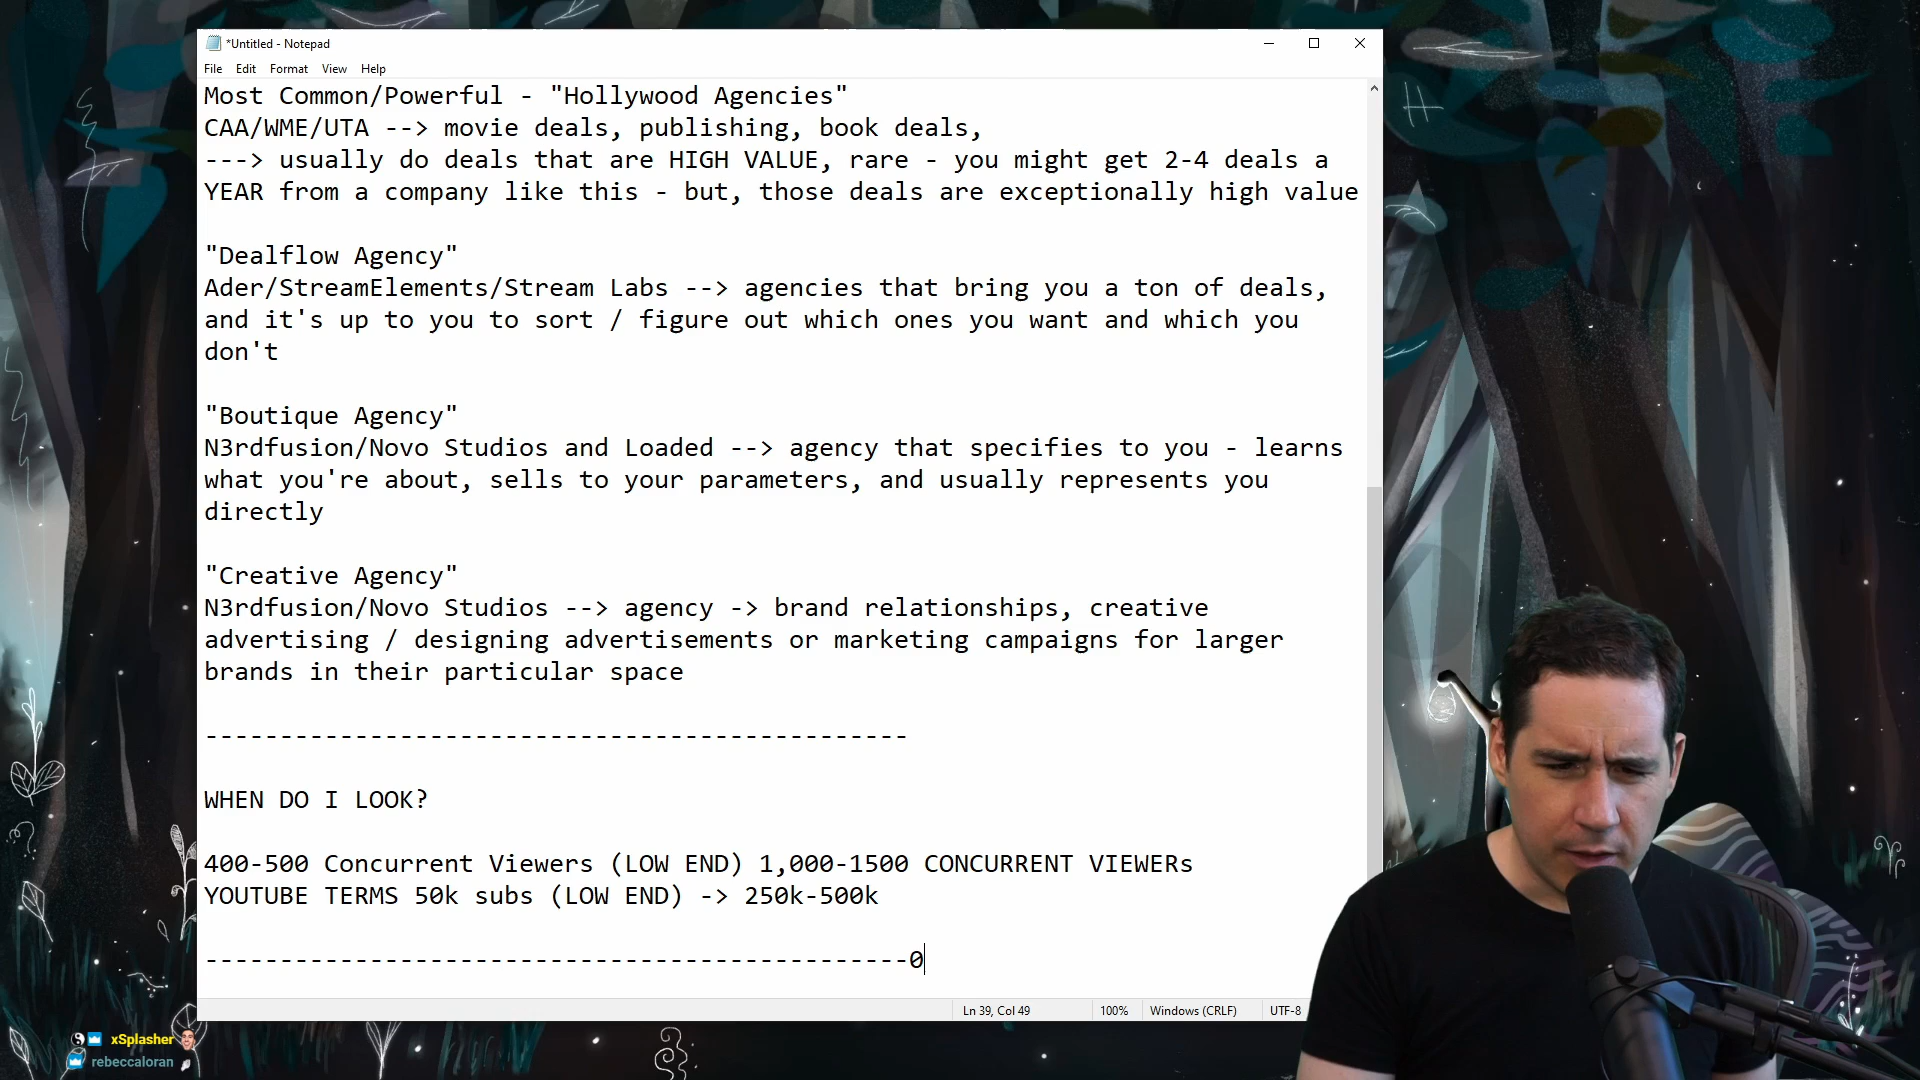 *Untitled - Notepad
File Edit Format View Help
Most Common/Powerful - "Hollywood Agencies"
CAA/WME/UTA --> movie deals, publishing, book deals,
---> usually do deals that are HIGH VALUE, rare - you might get 2-4 deals a
YEAR from a company like this - but, those deals are exceptionally high value
"Dealflow Agency"
Ader/StreamElements/Stream Labs --> agencies that bring you a ton of deals,
and it's up to you to sort / figure out which ones you want and which you
don't
"Boutique Agency"
N3rdfusion/Novo Studios and Loaded --> agency that specifies to you - learns
what you're about, sells to your parameters, and usually represents you
directly
"Creative Agency"
N3rdfusion/Novo Studios --> agency -> brand relationships, creative
advertising / designing advertisements or marketing campaigns for larger
brands in their particular space
-----------------------------------------------
WHEN DO I LOOK?
400-500 Concurrent Viewers (LOW END) 1,000-1500 CONCURRENT VIEWERs
YOUTUBE TERMS 50k subs (LOW END) -> 250k-500k
-----------------------------------------------0
Ln 39, Col 49 100% Windows (CRLF) UTF-8
xSplasher
rebeccaloran